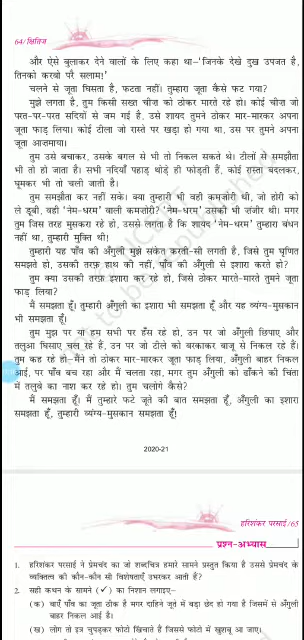 64/क्षितिज
और ऐसे बुलाकर देने वालों के लिए कहा था–'जिनके देखे दुख उपजत है,
तिनको करबो परै सलाम!'
चलने से जूता घिसता है, फटता नहीं। तुम्हारा जूता कैसे फट गया?
मुझे लगता है, तुम किसी सख्त चीज़ को ठोकर मारते रहे हो। कोई चीज़ जो
परत-पर-परत सदियों से जम गई है, उसे शायद तुमने ठोकर मार-मारकर अपना
जूता फाड़ लिया। कोई टीला जो रास्ते पर खड़ा हो गया था, उस पर तुमने अपना
जूता आज़माया।
तुम उसे बचाकर, उसके बगल से भी तो निकल सकते थे। टीलों से समझौता
भी तो हो जाता है। सभी नदियाँ पहाड़ थोड़े ही फोड़ती हैं, कोई रास्ता बदलकर,
घूमकर भी तो चली जाती है।
तुम समझौता कर नहीं सके। क्या तुम्हारी भी वही कमज़ोरी थी, जो होरी को
ले डूबी, वही 'नेम-धरम' वाली कमज़ोरी? 'नेम-धरम' उसकी भी ज़ंजीर थी। मगर
तुम जिस तरह मुसकरा रहे हो, उससे लगता है कि शायद 'नेम-धरम' तुम्हारा बंधन
नहीं था, तुम्हारी मुक्ति थी!
तुम्हारी यह पाँव की अँगुली मुझे संकेत करती-सी लगती है, जिसे तुम घृणित
समझते हो, उसकी तरफ़ हाथ की नहीं, पाँव की अँगुली से इशारा करते हो?
तुम क्या उसकी तरफ़ इशारा कर रहे हो, जिसे ठोकर मारते-मारते तुमने जूता
फाड़ लिया?
मैं समझता हूँ। तुम्हारी अँगुली का इशारा भी समझता हूँ और यह व्यंग्य-मुसकान
भी समझता हूँ।
तुम मुझ पर या हम सभी पर हँस रहे हो, उन पर जो अँगुली छिपाए और
तलुआ घिसाए चल रहे हैं, उन पर जो टीले को बरकाकर बाजू से निकल रहे हैं।
तुम कह रहे हो–मैंने तो ठोकर मार-मारकर जूता फाड़ लिया, अँगुली बाहर निकल
आई, पर पाँव बच रहा और मैं चलता रहा, मगर तुम अँगुली को ढाँकने की चिंता
में तलुवे का नाश कर रहे हो। तुम चलोगे कैसे?
मैं समझता हूँ। मैं तुम्हारे फटे जूते की बात समझता हूँ, अँगुली का इशारा
समझता हूँ, तुम्हारी व्यंग्य-मुसकान समझता हूँ!
2020-21
हरिशंकर परसाई/65
प्रश्न-अभ्यास
1. हरिशंकर परसाई ने प्रेमचंद का जो शब्दचित्र हमारे सामने प्रस्तुत किया है उससे प्रेमचंद के
व्यक्तित्व की कौन-कौन सी विशेषताएँ उभरकर आती हैं?
2. सही कथन के सामने (✓) का निशान लगाइए–
(क) बाएँ पाँव का जूता ठीक है मगर दाहिने जूते में बड़ा छेद हो गया है जिसमें से अँगुली
बाहर निकल आई है।
(ख) लोग तो इत्र चुपड़कर फोटो खिंचाते हैं जिससे फोटो में खुशबू आ जाए।